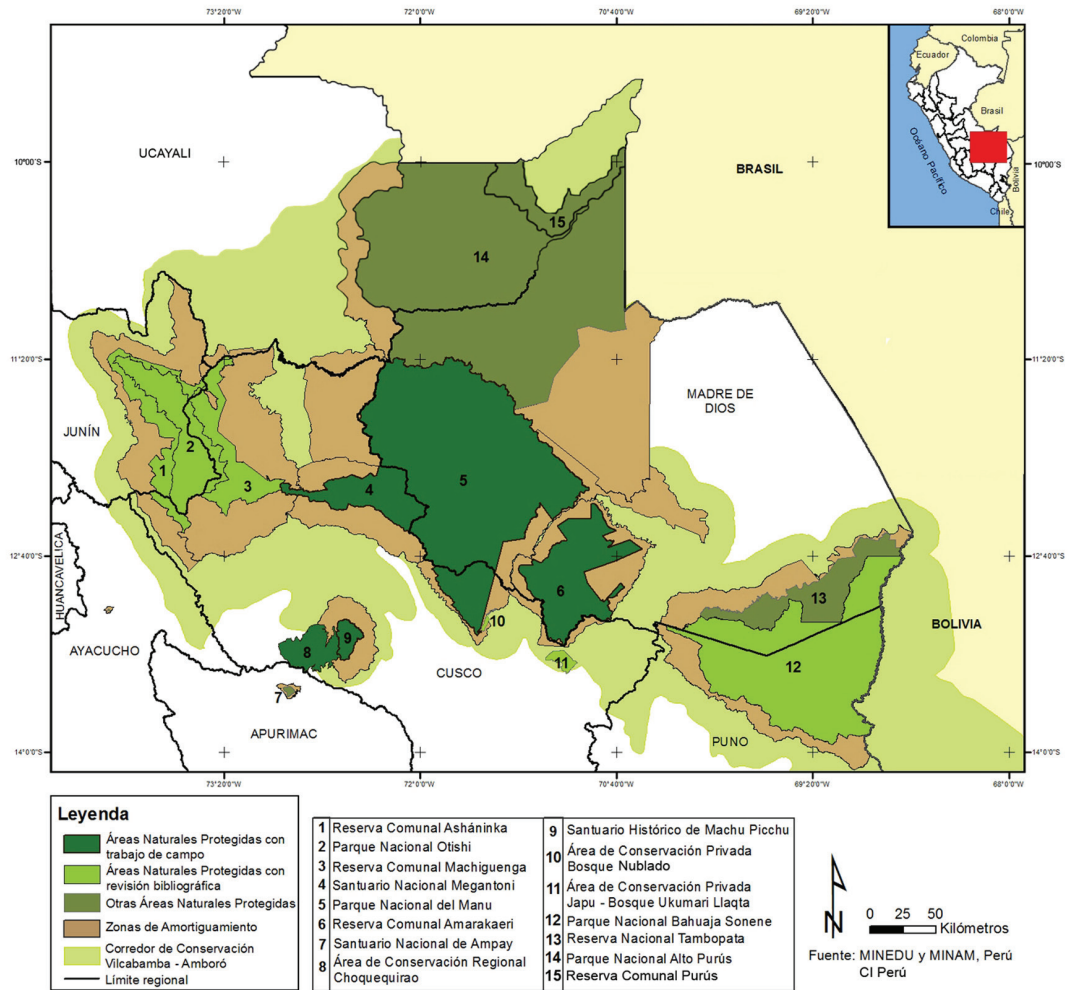 73°20'0"W
72°0'0"W
70°40'0"W
69°20'0"W
68°0'0"W
Colombia
Ecuador
Brasil
Océano Pacífico
Bolivia
Chile
UCAYALI
BRASIL
10°00'S
10°00'S
15
14
11°20'0"S
11°20'0"S
MADRE DE
DIOS
JUNÍN
2
1
3
4
5
12°40'0"S
12°40'0"S
HUANCAVELICA
6
13
10
BOLIVIA
AYACUCHO
9
8
11
12
CUSCO
7
APURIMAC
PUNO
14°0'0"S
14°0'0"S
73°20'0"W
72°0'0"W
70°40'0"W
69°20'0"W
68°0'0"W
Leyenda
Áreas Naturales Protegidas con
trabajo de campo
Áreas Naturales Protegidas con
revisión bibliográfica
Otras Áreas Naturales Protegidas
Zonas de Amortiguamiento
Corredor de Conservación
Vilcabamba - Amboró
Límite regional
1 Reserva Comunal Asháninka
2 Parque Nacional Otishi
3 Reserva Comunal Machiguenga
4 Santuario Nacional Megantoni
5 Parque Nacional del Manu
6 Reserva Comunal Amarakaeri
7 Santuario Nacional de Ampay
8 Área de Conservación Regional
Choquequirao
9 Santuario Histórico de Machu Picchu
10 Área de Conservación Privada
Bosque Nublado
11 Área de Conservación Privada
Japu - Bosque Ukumari Llaqta
12 Parque Nacional Bahuaja Sonene
13 Reserva Nacional Tambopata
14 Parque Nacional Alto Purús
15 Reserva Comunal Purús
N
0 25 50
Kilómetros
Fuente: MINEDU y MINAM, Perú
CI Perú